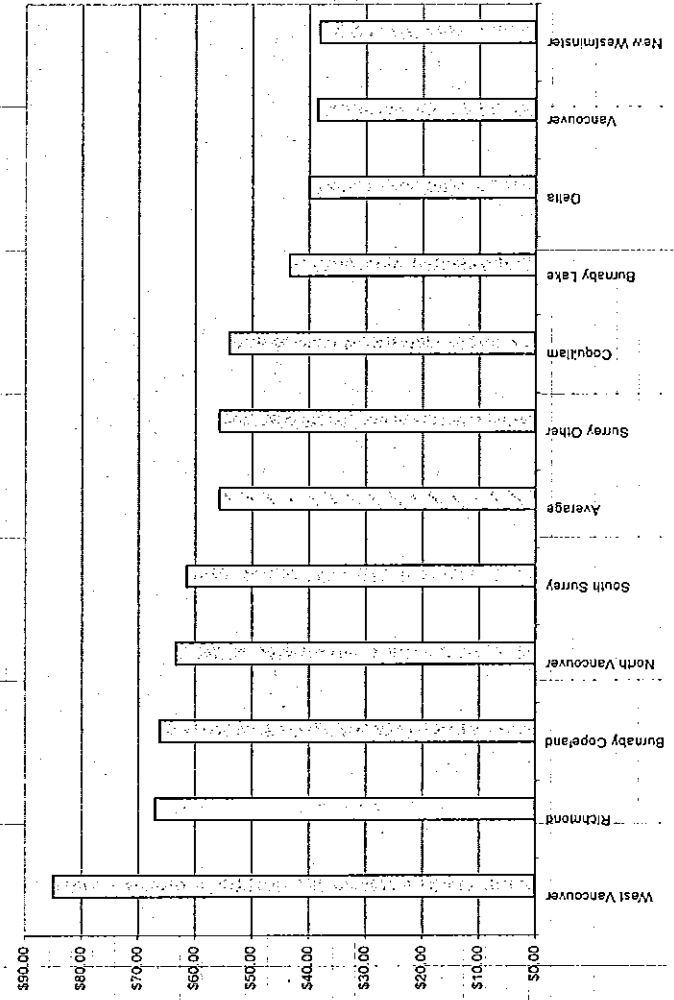 $90.00
$80.00
$70.00
$60.00
$50.00
$40.00
$30.00
$20.00
$10.00
$0.00
West Vancouver
Richmond
Burnaby Copeland
North Vancouver
South Surrey
Average
Surrey Other
Coquitlam
Burnaby Lake
Delta
Vancouver
New Westminster